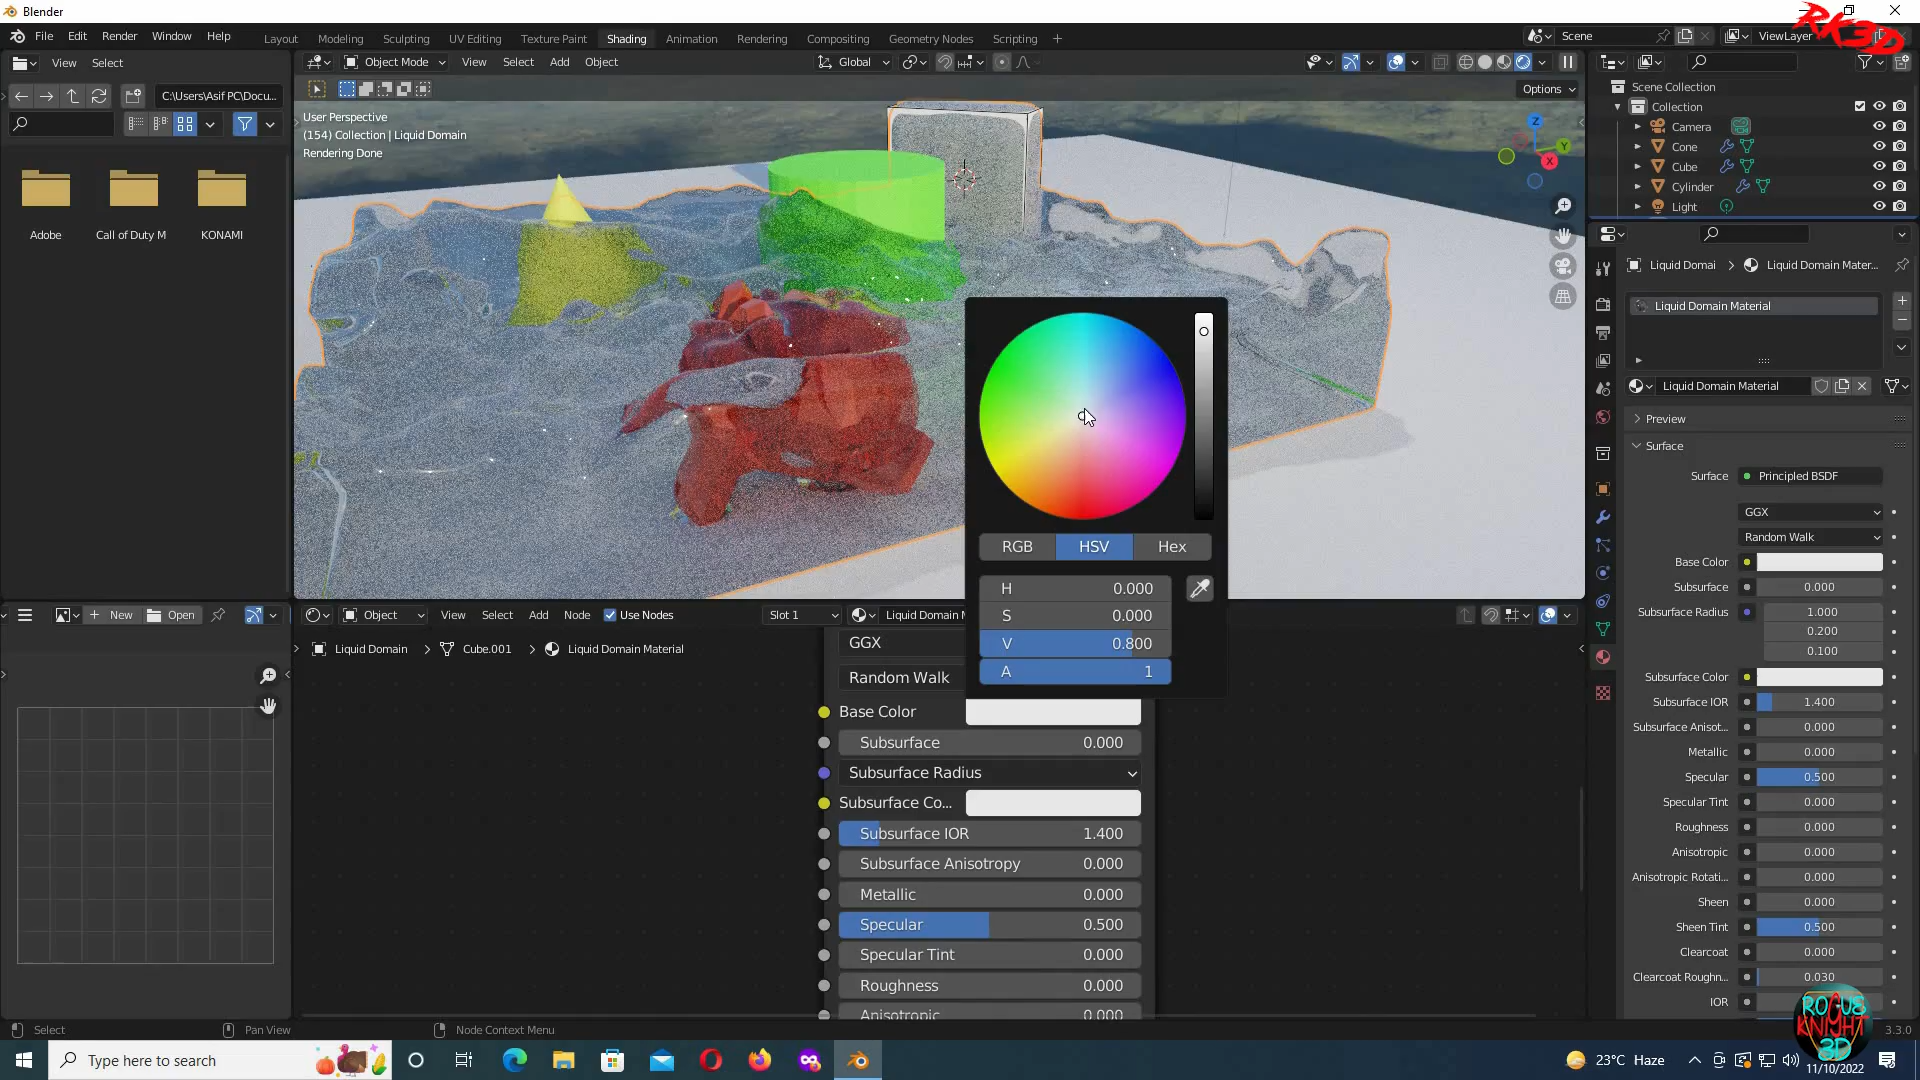 Blender
RK3D
File Edit Render Window Help
Layout Modeling Sculpting UV Editing Texture Paint Shading Animation Rendering Compositing Geometry Nodes Scripting +
Scene
ViewLayer
View Select
Object Mode View Select Add Object
Global
C:\Users\Asif PC\Docu...
Options
User Perspective
(154) Collection | Liquid Domain
Rendering Done
Z
Y
X
Adobe
Call of Duty M
KONAMI
Scene Collection
Collection
Camera
Cone
Cube
Cylinder
Light
Liquid Domai
Liquid Domain Mater...
Liquid Domain Material
Liquid Domain Material
Preview
Surface
Surface Principled BSDF
GGX
Random Walk
Base Color
Subsurface 0.000
Subsurface Radius 1.000
0.200
0.100
Subsurface Color
Subsurface IOR 1.400
Subsurface Anisot... 0.000
Metallic 0.000
Specular 0.500
Specular Tint 0.000
Roughness 0.000
Anisotropic 0.000
Anisotropic Rotati... 0.000
Sheen 0.000
Sheen Tint 0.500
Clearcoat 0.000
Clearcoat Roughn... 0.030
IOR
RGB HSV Hex
H 0.000
S 0.000
V 0.800
A 1
New Open
Object View Select Add Node Use Nodes
Slot 1
Liquid Domain M
Liquid Domain
Cube.001
Liquid Domain Material
GGX
Random Walk
Base Color
Subsurface 0.000
Subsurface Radius
Subsurface Co...
Subsurface IOR 1.400
Subsurface Anisotropy 0.000
Metallic 0.000
Specular 0.500
Specular Tint 0.000
Roughness 0.000
Anisotropic 0.000
Select
Pan View
Node Context Menu
ROGUE
KNIGHT
3D
3.3.0
Type here to search
23°C Haze
11/10/2022